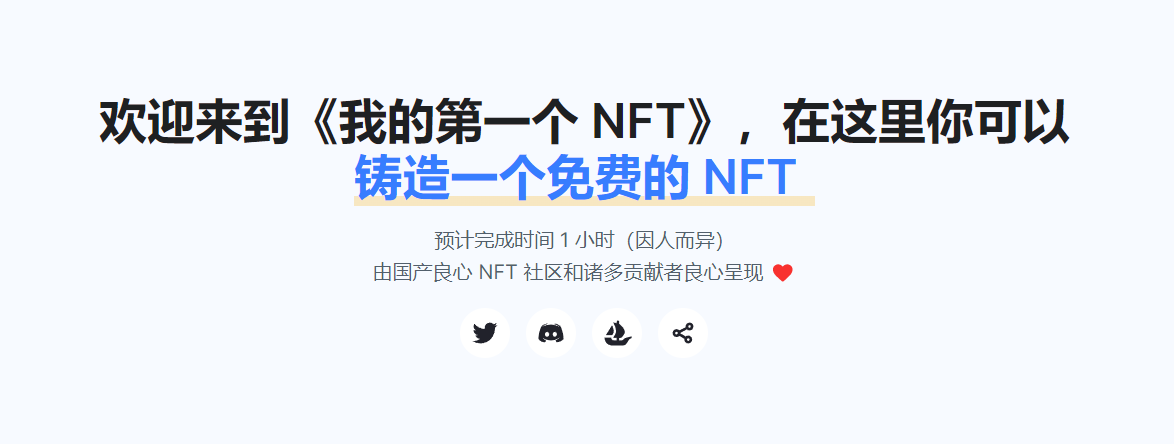 欢迎来到《我的第一个 NFT》，在这里你可以
铸造一个免费的 NFT
预计完成时间 1 小时（因人而异）
由国产良心 NFT 社区和诸多贡献者良心呈现